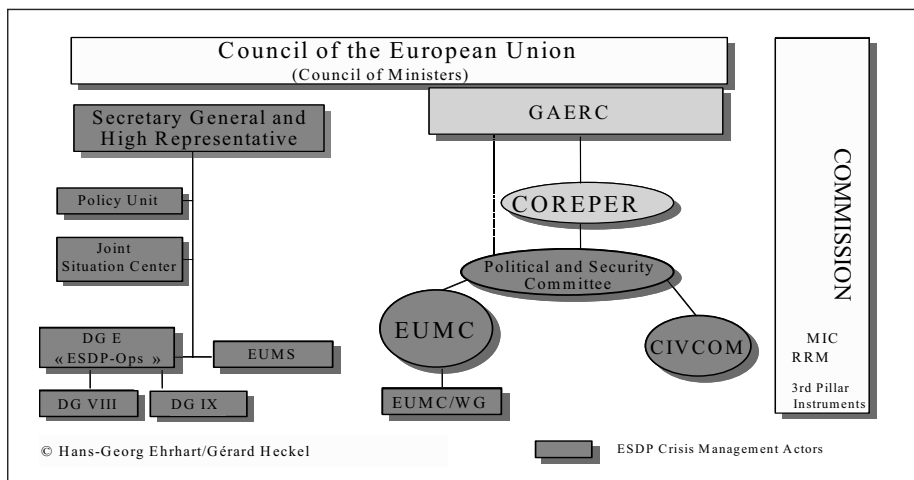 Council of the European Union
(Council of Ministers)
Secretary General and
High Representative
GAERC
Policy Unit
COREPER
Joint
Situation Center
Political and Security
Committee
DG E
« ESDP-Ops »
EUMS
EUMC
CIVCOM
DG VIII
DG IX
EUMC/WG
COMMISSION
MIC
RRM
3rd Pillar
Instruments
© Hans-Georg Ehrhart/Gérard Heckel
ESDP Crisis Management Actors